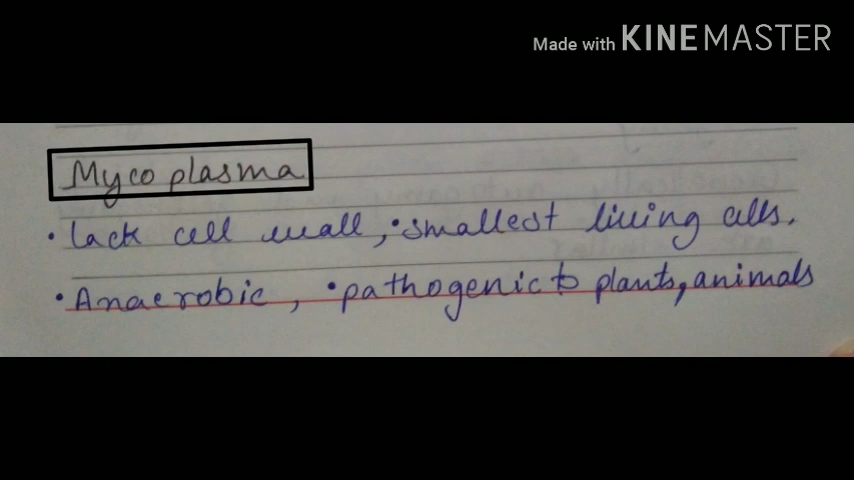 Made with KINEMASTER
Myco plasma
• lack cell wall, • smallest living cells.
• Anaerobic, • pathogenic to plants, animals